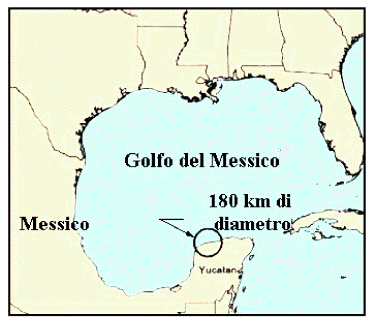 Golfo del Messico
180 km di
diametro
Messico
Yucatan